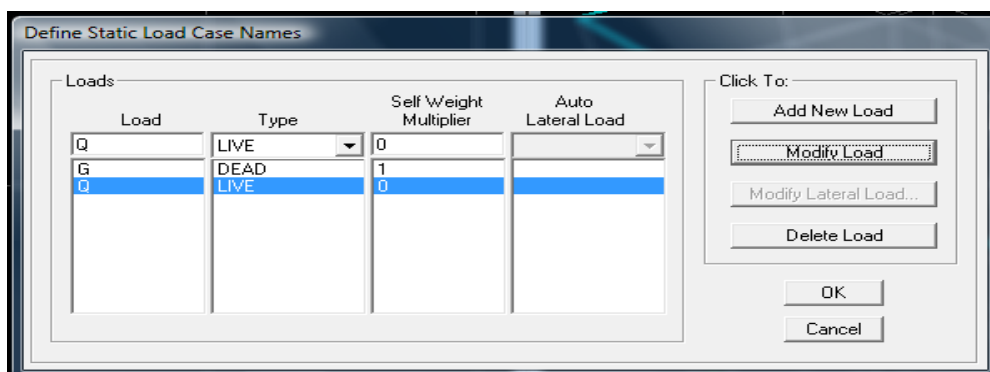 Define Static Load Case Names
Loads
Load Type Self Weight Multiplier Auto Lateral Load
Q LIVE 0
G DEAD 1
Q LIVE 0
Click To:
Add New Load
Modify Load
Modify Lateral Load...
Delete Load
OK
Cancel